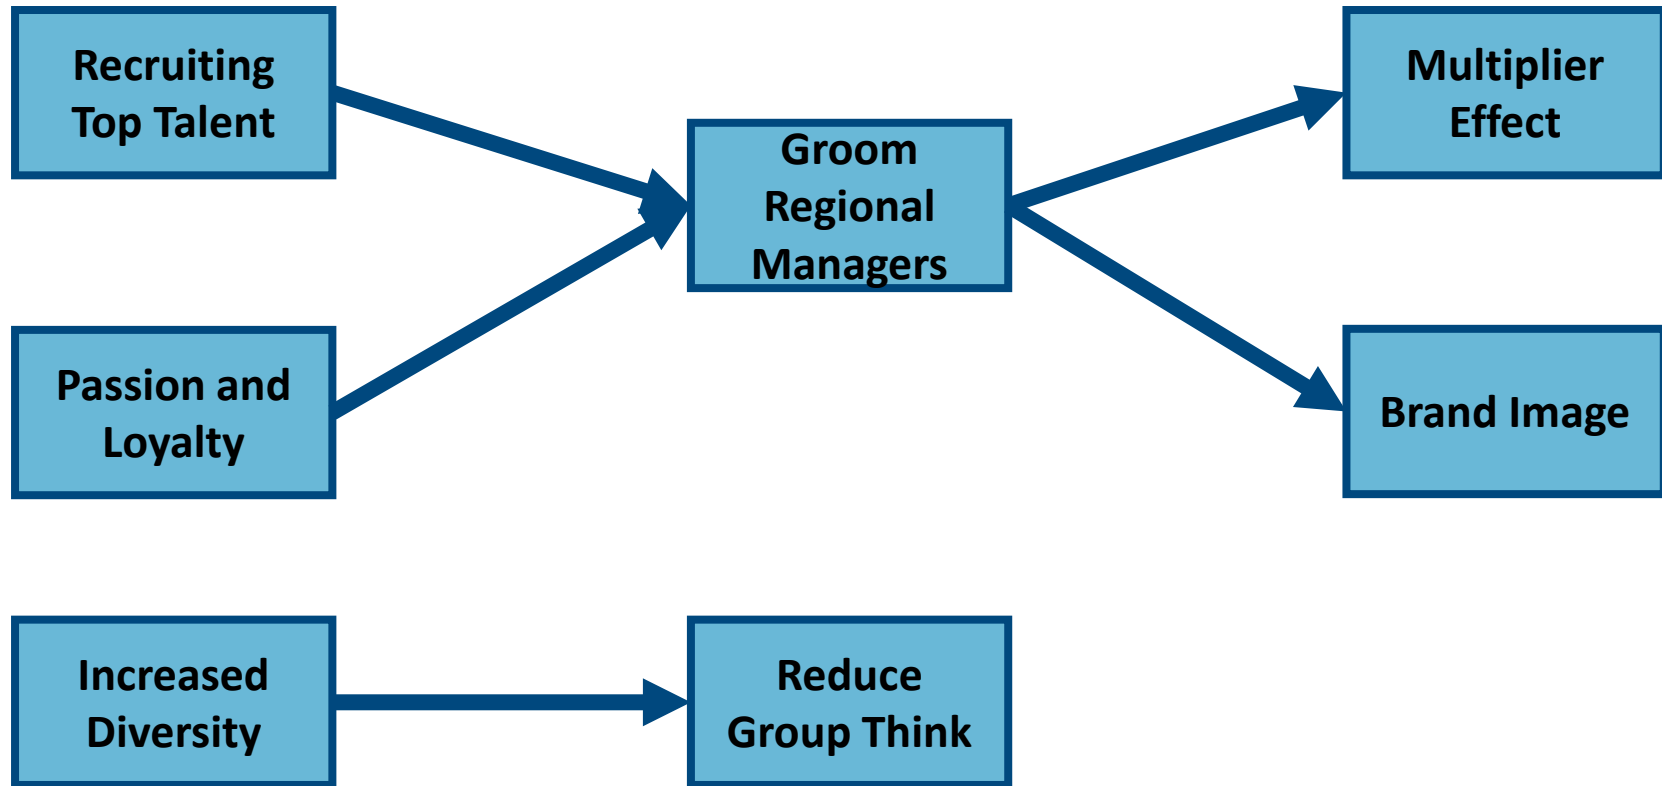 Recruiting
Top Talent
Multiplier
Effect
Groom
Regional
Managers
Passion and
Loyalty
Brand Image
Increased
Diversity
Reduce
Group Think